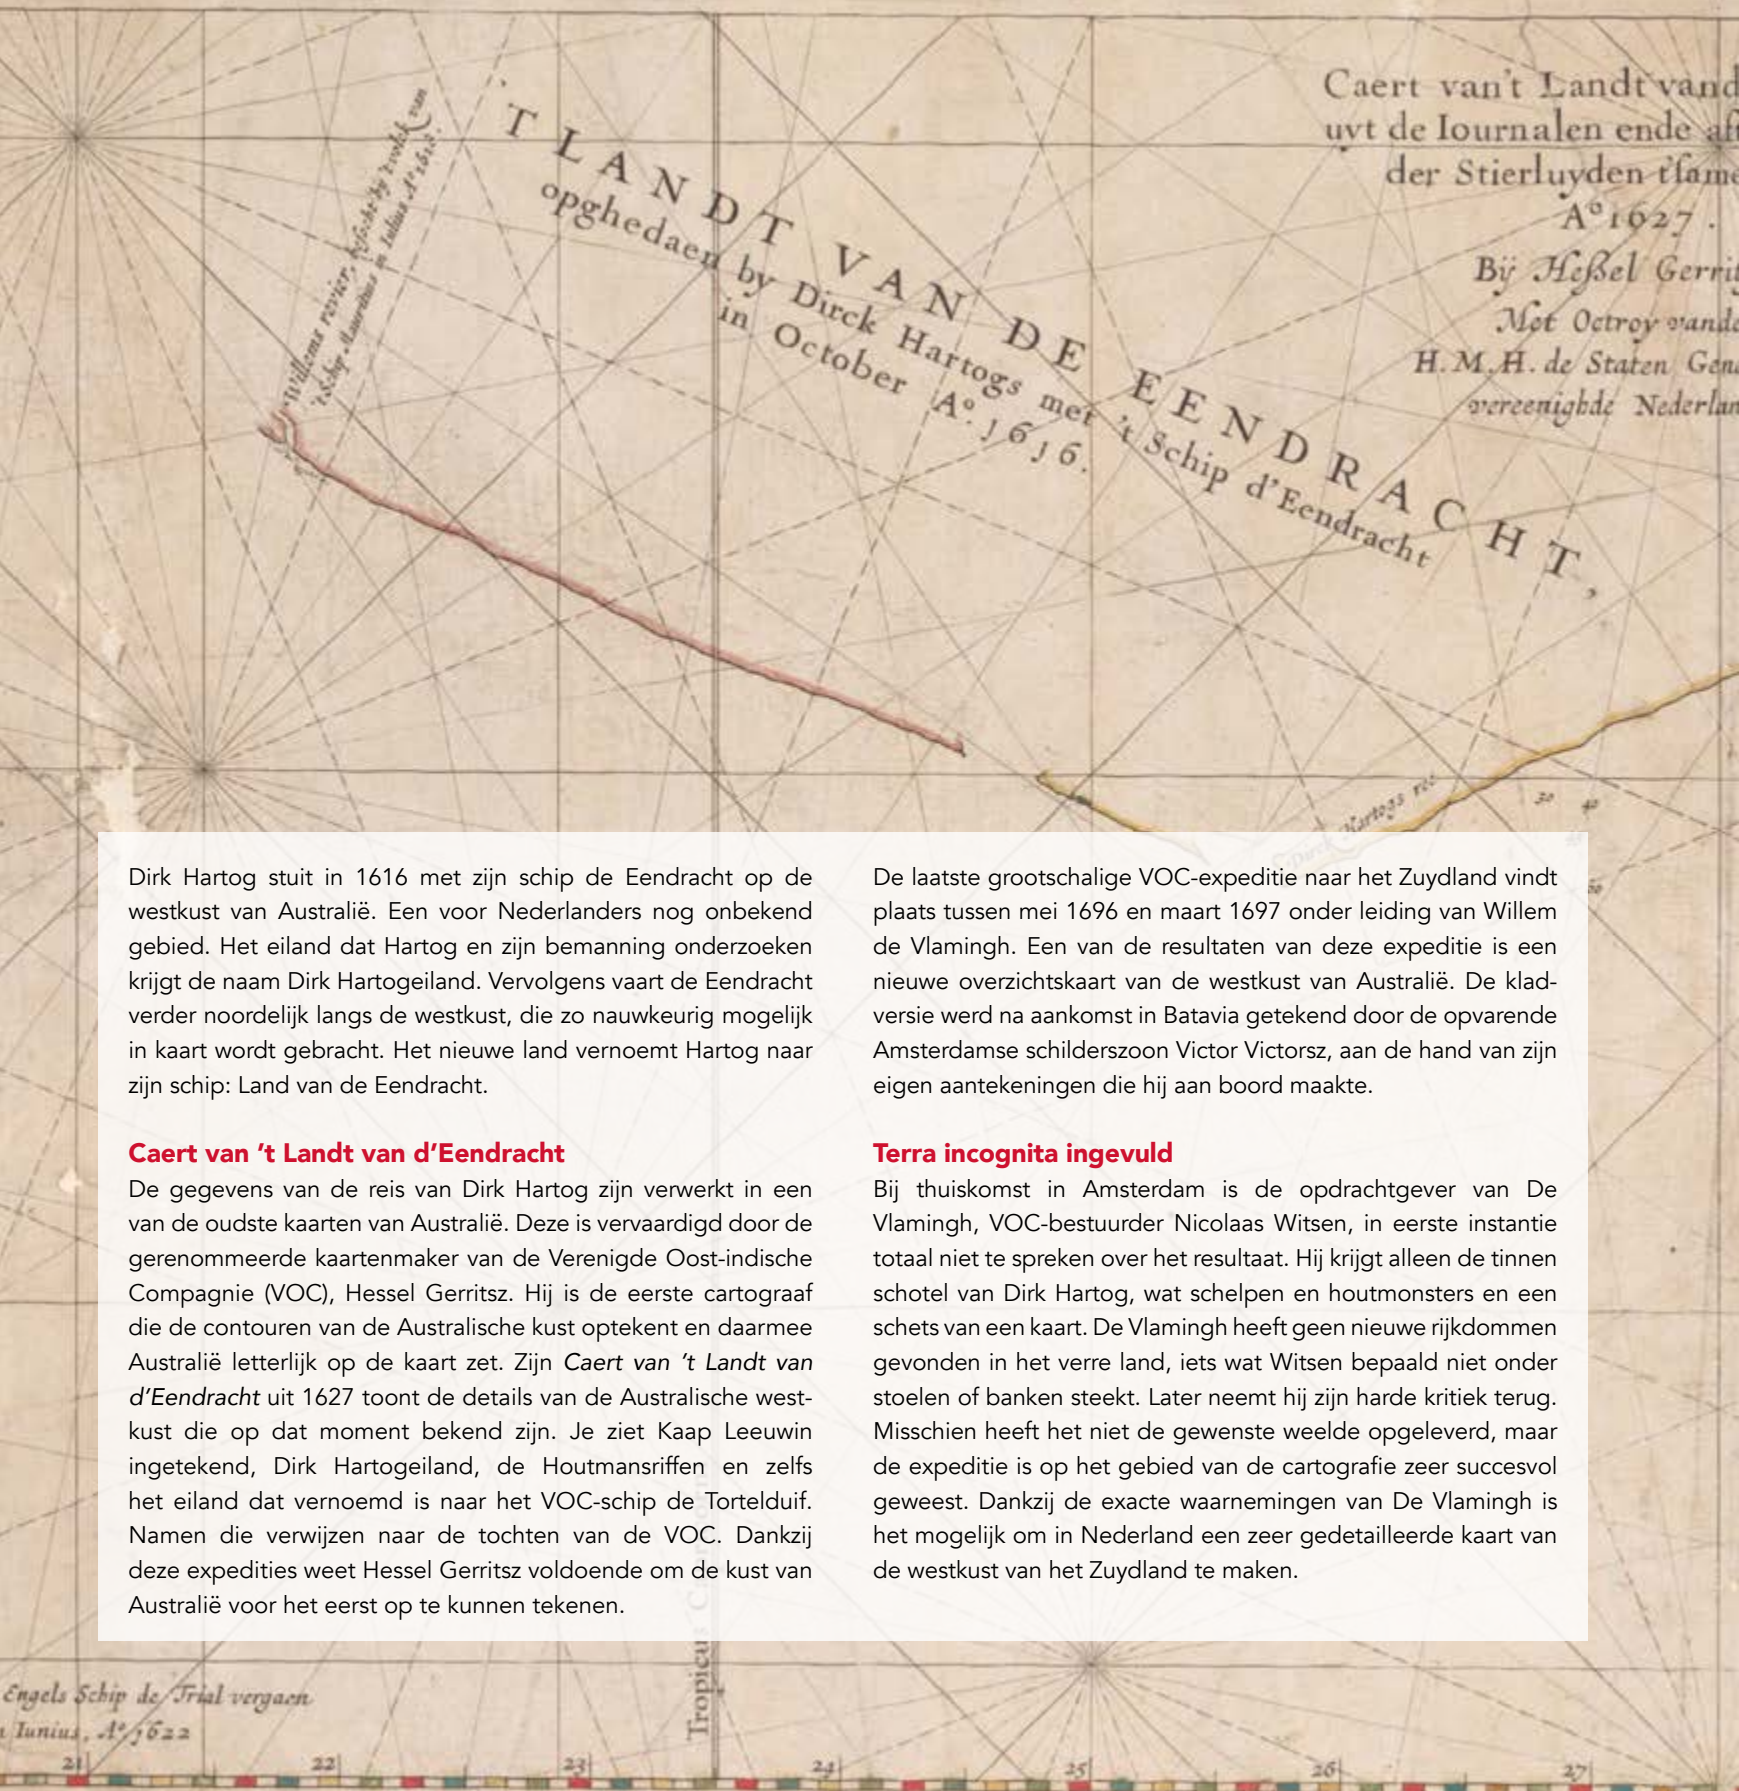 Caert van't Landt vand
uyt de Iournalen ende aft
der Stierluyden t'same
Aº 1627 .
Bij Heßel Gerrit
Met Octroy vande
H. M. H. de Staten Gene
vereenighde Nederlan
'T LANDT VAN DE EENDRACHT,
opghedaen by Dirck Hartogs met 't Schip d'Eendracht
in October Aº. 1616.
Willems revier, besocht by 't volck van
't Schip Mauritius in Iulius Aº 1618.
Hartogs ree
30 40
Dirk Hartog stuit in 1616 met zijn schip de Eendracht op de
westkust van Australië. Een voor Nederlanders nog onbekend
gebied. Het eiland dat Hartog en zijn bemanning onderzoeken
krijgt de naam Dirk Hartogeiland. Vervolgens vaart de Eendracht
verder noordelijk langs de westkust, die zo nauwkeurig mogelijk
in kaart wordt gebracht. Het nieuwe land vernoemt Hartog naar
zijn schip: Land van de Eendracht.
Caert van ’t Landt van d’Eendracht
De gegevens van de reis van Dirk Hartog zijn verwerkt in een
van de oudste kaarten van Australië. Deze is vervaardigd door de
gerenommeerde kaartenmaker van de Verenigde Oost-indische
Compagnie (VOC), Hessel Gerritsz. Hij is de eerste cartograaf
die de contouren van de Australische kust optekent en daarmee
Australië letterlijk op de kaart zet. Zijn Caert van ’t Landt van
d’Eendracht uit 1627 toont de details van de Australische west-
kust die op dat moment bekend zijn. Je ziet Kaap Leeuwin
ingetekend, Dirk Hartogeiland, de Houtmansriffen en zelfs
het eiland dat vernoemd is naar het VOC-schip de Tortelduif.
Namen die verwijzen naar de tochten van de VOC. Dankzij
deze expedities weet Hessel Gerritsz voldoende om de kust van
Australië voor het eerst op te kunnen tekenen.
De laatste grootschalige VOC-expeditie naar het Zuydland vindt
plaats tussen mei 1696 en maart 1697 onder leiding van Willem
de Vlamingh. Een van de resultaten van deze expeditie is een
nieuwe overzichtskaart van de westkust van Australië. De klad-
versie werd na aankomst in Batavia getekend door de opvarende
Amsterdamse schilderszoon Victor Victorsz, aan de hand van zijn
eigen aantekeningen die hij aan boord maakte.
Terra incognita ingevuld
Bij thuiskomst in Amsterdam is de opdrachtgever van De
Vlamingh, VOC-bestuurder Nicolaas Witsen, in eerste instantie
totaal niet te spreken over het resultaat. Hij krijgt alleen de tinnen
schotel van Dirk Hartog, wat schelpen en houtmonsters en een
schets van een kaart. De Vlamingh heeft geen nieuwe rijkdommen
gevonden in het verre land, iets wat Witsen bepaald niet onder
stoelen of banken steekt. Later neemt hij zijn harde kritiek terug.
Misschien heeft het niet de gewenste weelde opgeleverd, maar
de expeditie is op het gebied van de cartografie zeer succesvol
geweest. Dankzij de exacte waarnemingen van De Vlamingh is
het mogelijk om in Nederland een zeer gedetailleerde kaart van
de westkust van het Zuydland te maken.
Tropicus
Engels Schip de Trial vergaen
Iunius, Aº 1622
21 22 23 24 25 26 27